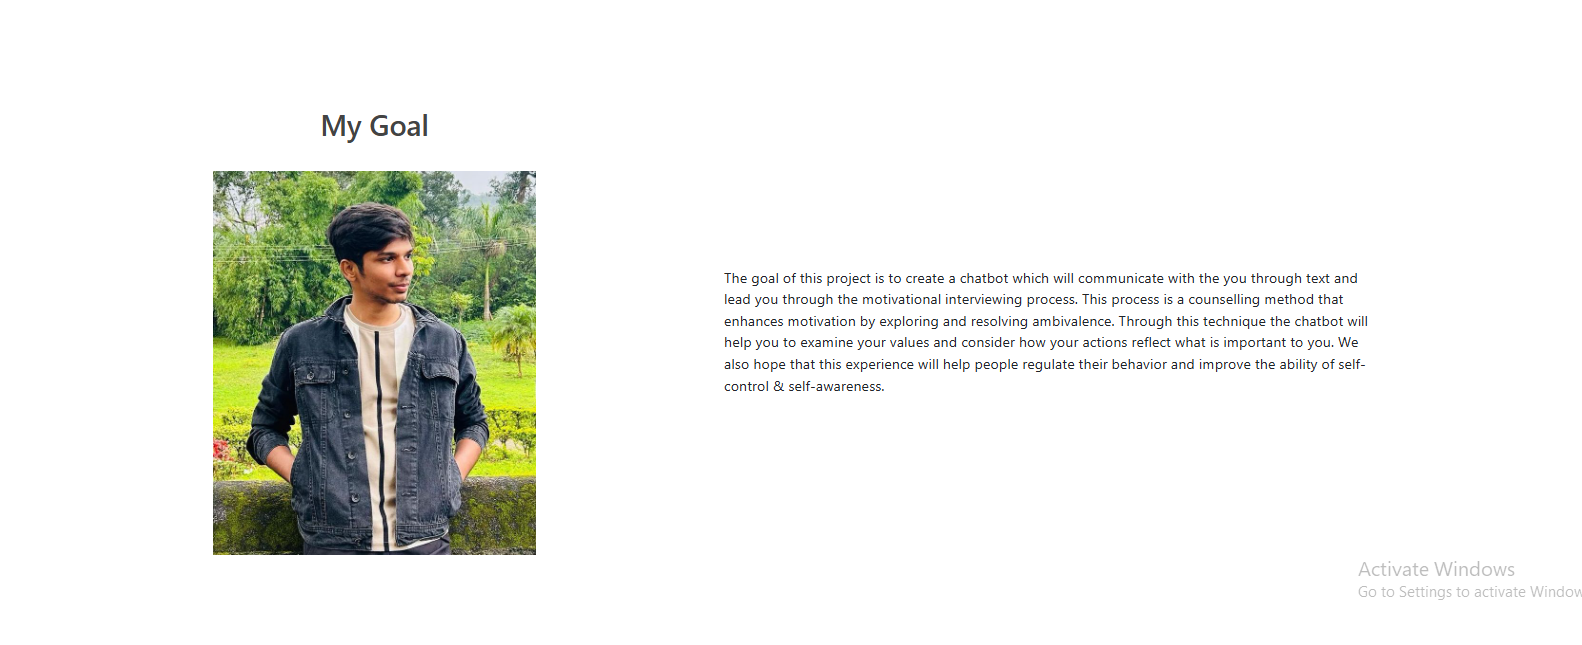 My Goal
The goal of this project is to create a chatbot which will communicate with the you through text and
lead you through the motivational interviewing process. This process is a counselling method that
enhances motivation by exploring and resolving ambivalence. Through this technique the chatbot will
help you to examine your values and consider how your actions reflect what is important to you. We
also hope that this experience will help people regulate their behavior and improve the ability of self-
control & self-awareness.
Activate Windows
Go to Settings to activate Window